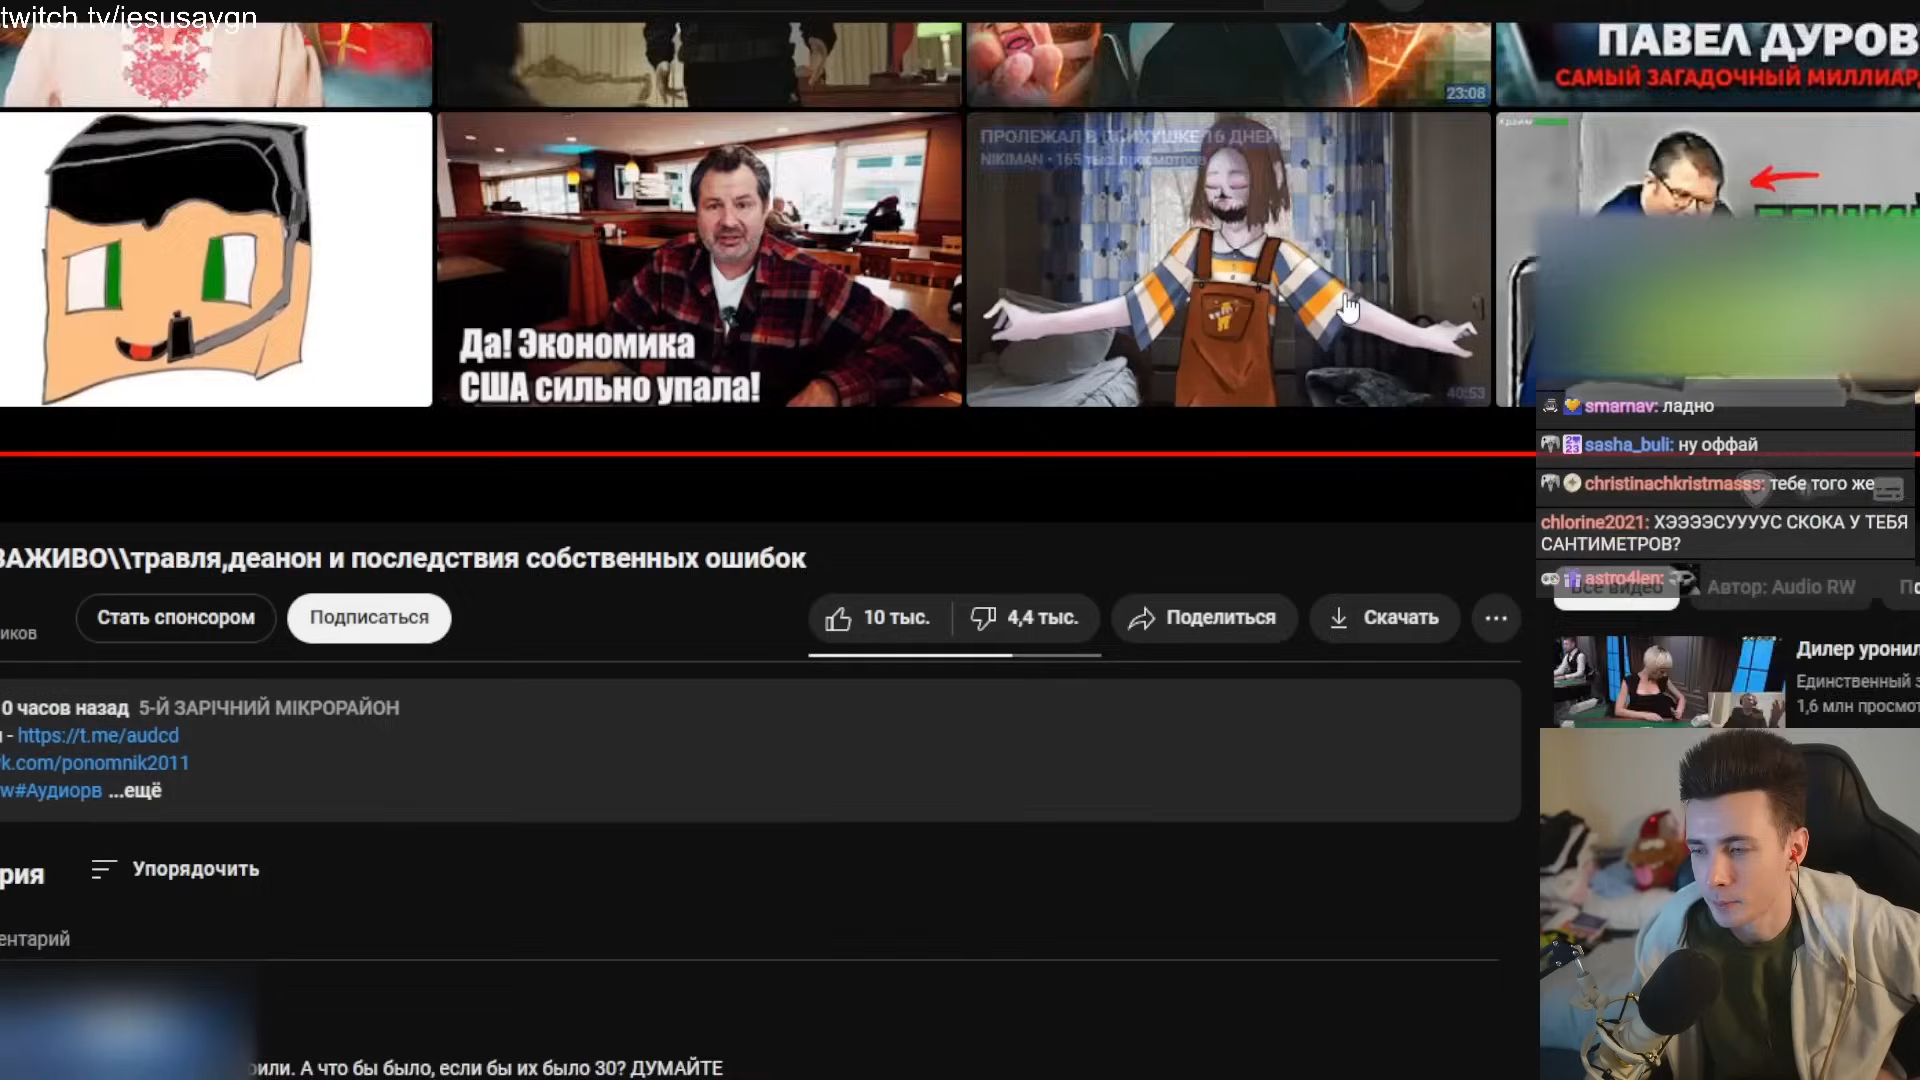 twitch.tv/jesusavgn
ПАВЕЛ ДУРОВ
САМЫЙ ЗАГАДОЧНЫЙ МИЛЛИАР
23:08
ПРОЛЕЖАЛ В ПСИХУШКЕ 16 ДНЕЙ
NIKIMAN • 165 тыс. просмотров
Да! Экономика
США сильно упала!
40:53
smarnav: ладно
sasha_buli: ну оффай
christinachkristmasss: тебе того же
chlorine2021: ХЭЭЭЭСУУУУС СКОКА У ТЕБЯ
САНТИМЕТРОВ?
astro4len:
ЗАЖИВО\\травля,деанон и последствия собственных ошибок
Все видео Автор: Audio RW
иков Стать спонсором Подписаться 10 тыс. 4,4 тыс. Поделиться Скачать
Дилер уронил
Единственный з
1,6 млн просмот
0 часов назад 5-Й ЗАРІЧНИЙ МІКРОРАЙОН
- https://t.me/audcd
k.com/ponomnik2011
w#Аудиорв ...ещё
рия Упорядочить
ентарий
или. А что бы было, если бы их было 30? ДУМАЙТЕ